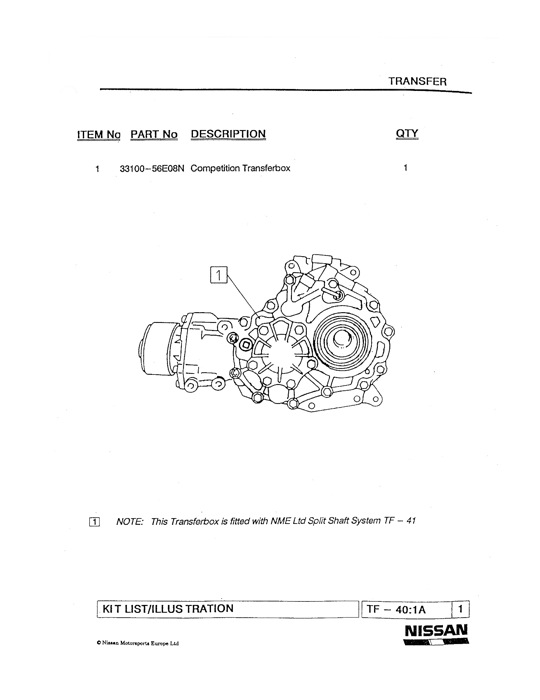 TRANSFER
ITEM No PART No DESCRIPTION QTY
1 33100-56E08N Competition Transferbox 1
1
1 NOTE: This Transferbox is fitted with NME Ltd Split Shaft System TF - 41
KIT LIST/ILLUSTRATION TF - 40:1A 1
NISSAN
© Nissan Motorsports Europe Ltd